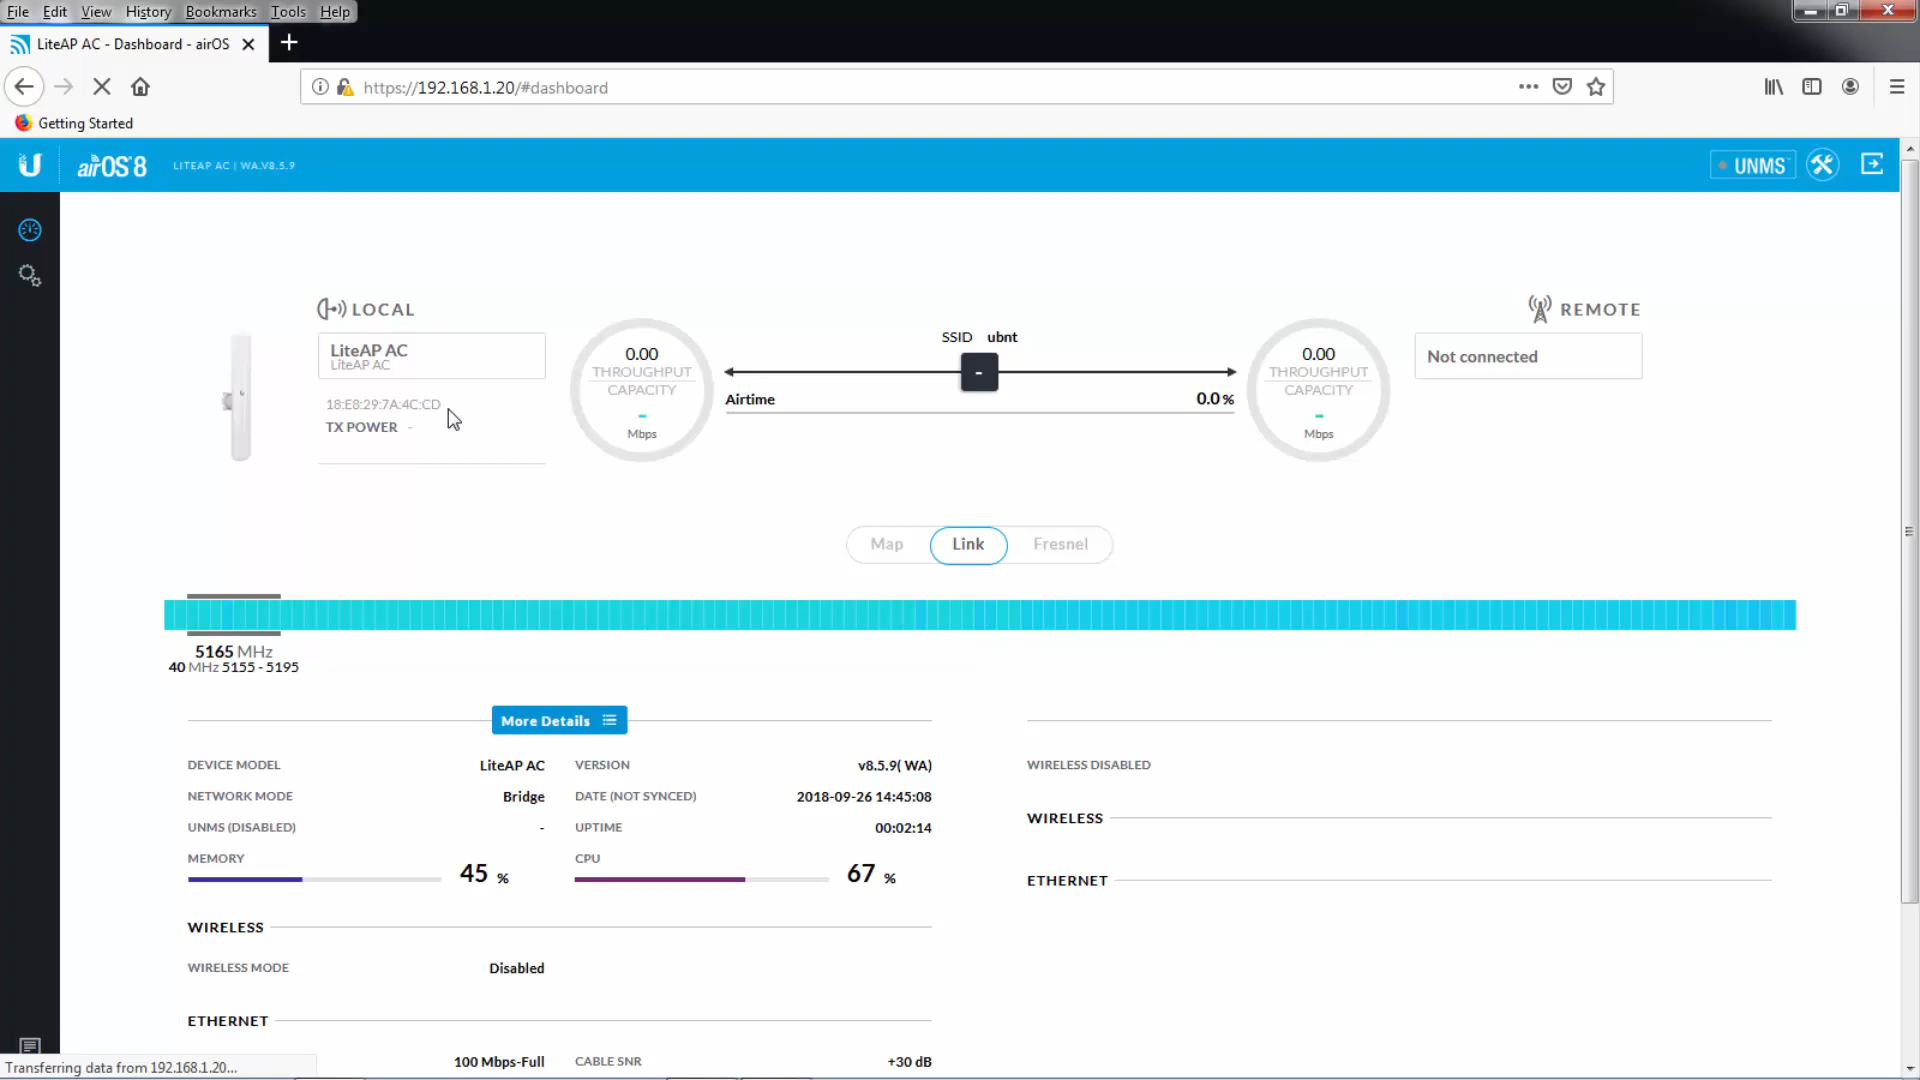 File Edit View History Bookmarks Tools Help
LiteAP AC - Dashboard - airOS
https://192.168.1.20/#dashboard
Getting Started
airOS 8 LITEAP AC | WA.V8.5.9 UNMS
LOCAL
REMOTE
SSID ubnt
LiteAP AC
LiteAP AC
0.00
THROUGHPUT
CAPACITY
-
Mbps
-
Airtime 0.0 %
0.00
THROUGHPUT
CAPACITY
-
Mbps
Not connected
18:E8:29:7A:4C:CD
TX POWER -
Map Link Fresnel
5165 MHz
40 MHz 5155 - 5195
More Details
DEVICE MODEL LiteAP AC VERSION v8.5.9( WA)
NETWORK MODE Bridge DATE (NOT SYNCED) 2018-09-26 14:45:08
UNMS (DISABLED) - UPTIME 00:02:14
MEMORY 45 % CPU 67 %
WIRELESS
WIRELESS MODE Disabled
ETHERNET
100 Mbps-Full CABLE SNR +30 dB
WIRELESS DISABLED
WIRELESS
ETHERNET
Transferring data from 192.168.1.20...